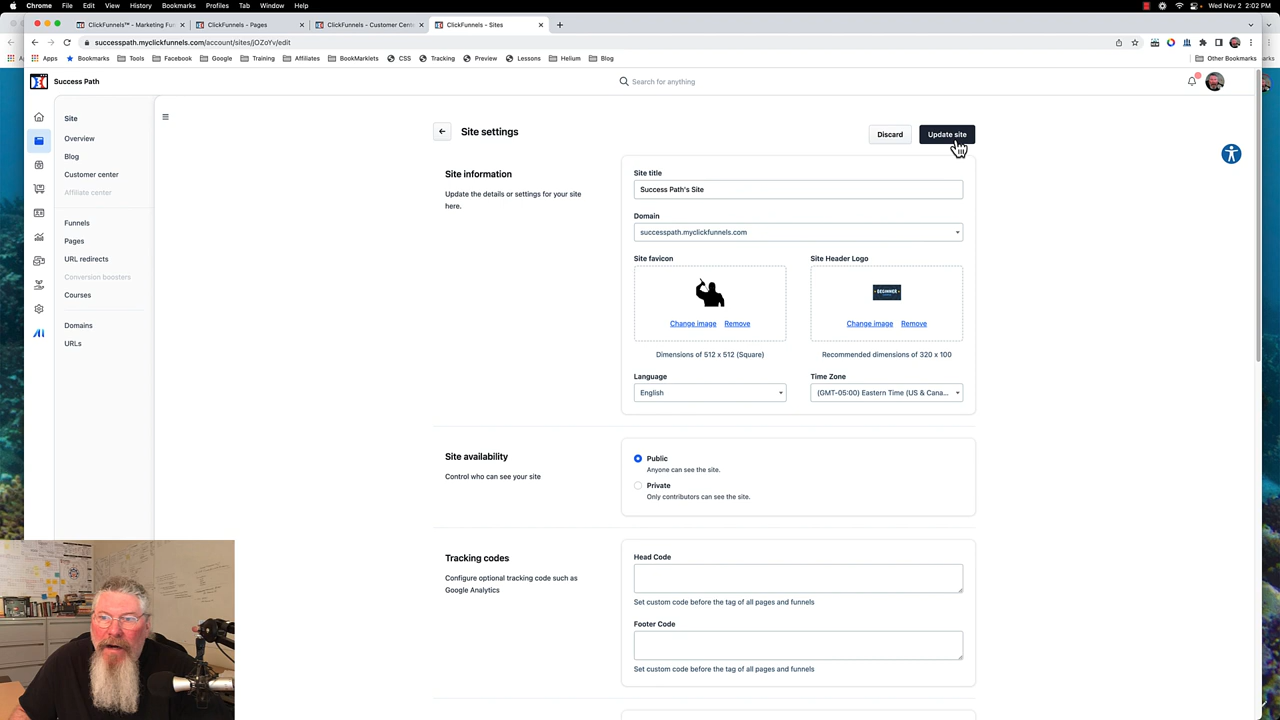 Chrome File Edit View History Bookmarks Profiles Tab Window Help
Wed Nov 2 2:02 PM
ClickFunnels™ - Marketing Fun
ClickFunnels - Pages
ClickFunnels - Customer Cente
ClickFunnels - Sites
successpath.myclickfunnels.com/account/sites/jOZoYv/edit
Apps Bookmarks Tools Facebook Google Training Affiliates BookMarklets CSS Tracking Preview Lessons Helium Blog Other Bookmarks
Success Path
Search for anything
Site
Overview
Blog
Customer center
Affiliate center
Funnels
Pages
URL redirects
Conversion boosters
Courses
Domains
URLs
Site settings
Discard
Update site
Site information
Update the details or settings for your site
here.
Site title
Success Path's Site
Domain
successpath.myclickfunnels.com
Site favicon
Change image Remove
Dimensions of 512 x 512 (Square)
Site Header Logo
BEGINNER
Change image Remove
Recommended dimensions of 320 x 100
Language
English
Time Zone
(GMT-05:00) Eastern Time (US & Cana...
Site availability
Control who can see your site
Public
Anyone can see the site.
Private
Only contributors can see the site.
Tracking codes
Configure optional tracking code such as
Google Analytics
Head Code
Set custom code before the tag of all pages and funnels
Footer Code
Set custom code before the tag of all pages and funnels